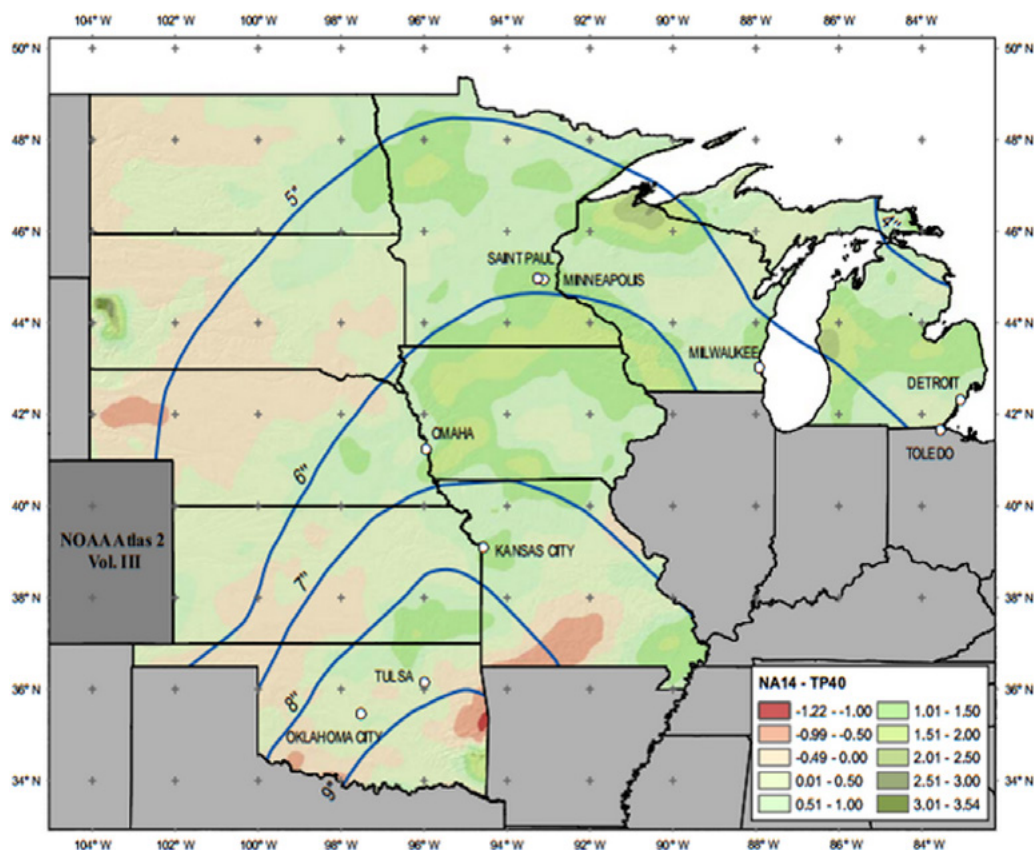 104° W 102° W 100° W 98° W 96° W 94° W 92° W 90° W 88° W 86° W 84° W
50° N 50° N
48° N 48° N
5"
46° N 4" 46° N
SAINT PAUL
MINNEAPOLIS
44° N 44° N
MILWAUKEE
DETROIT
42° N 42° N
OMAHA
TOLEDO
6"
40° N 40° N
NOAA Atlas 2
Vol. III
KANSAS CITY
7"
38° N 38° N
NA14 - TP40
TULSA
-1.22 - -1.00 1.01 - 1.50
36° N 36° N
8"
-0.99 - -0.50 1.51 - 2.00
OKLAHOMA CITY
-0.49 - 0.00 2.01 - 2.50
0.01 - 0.50 2.51 - 3.00
34° N 34° N
9"
0.51 - 1.00 3.01 - 3.54
104° W 102° W 100° W 98° W 96° W 94° W 92° W 90° W 88° W 86° W 84° W